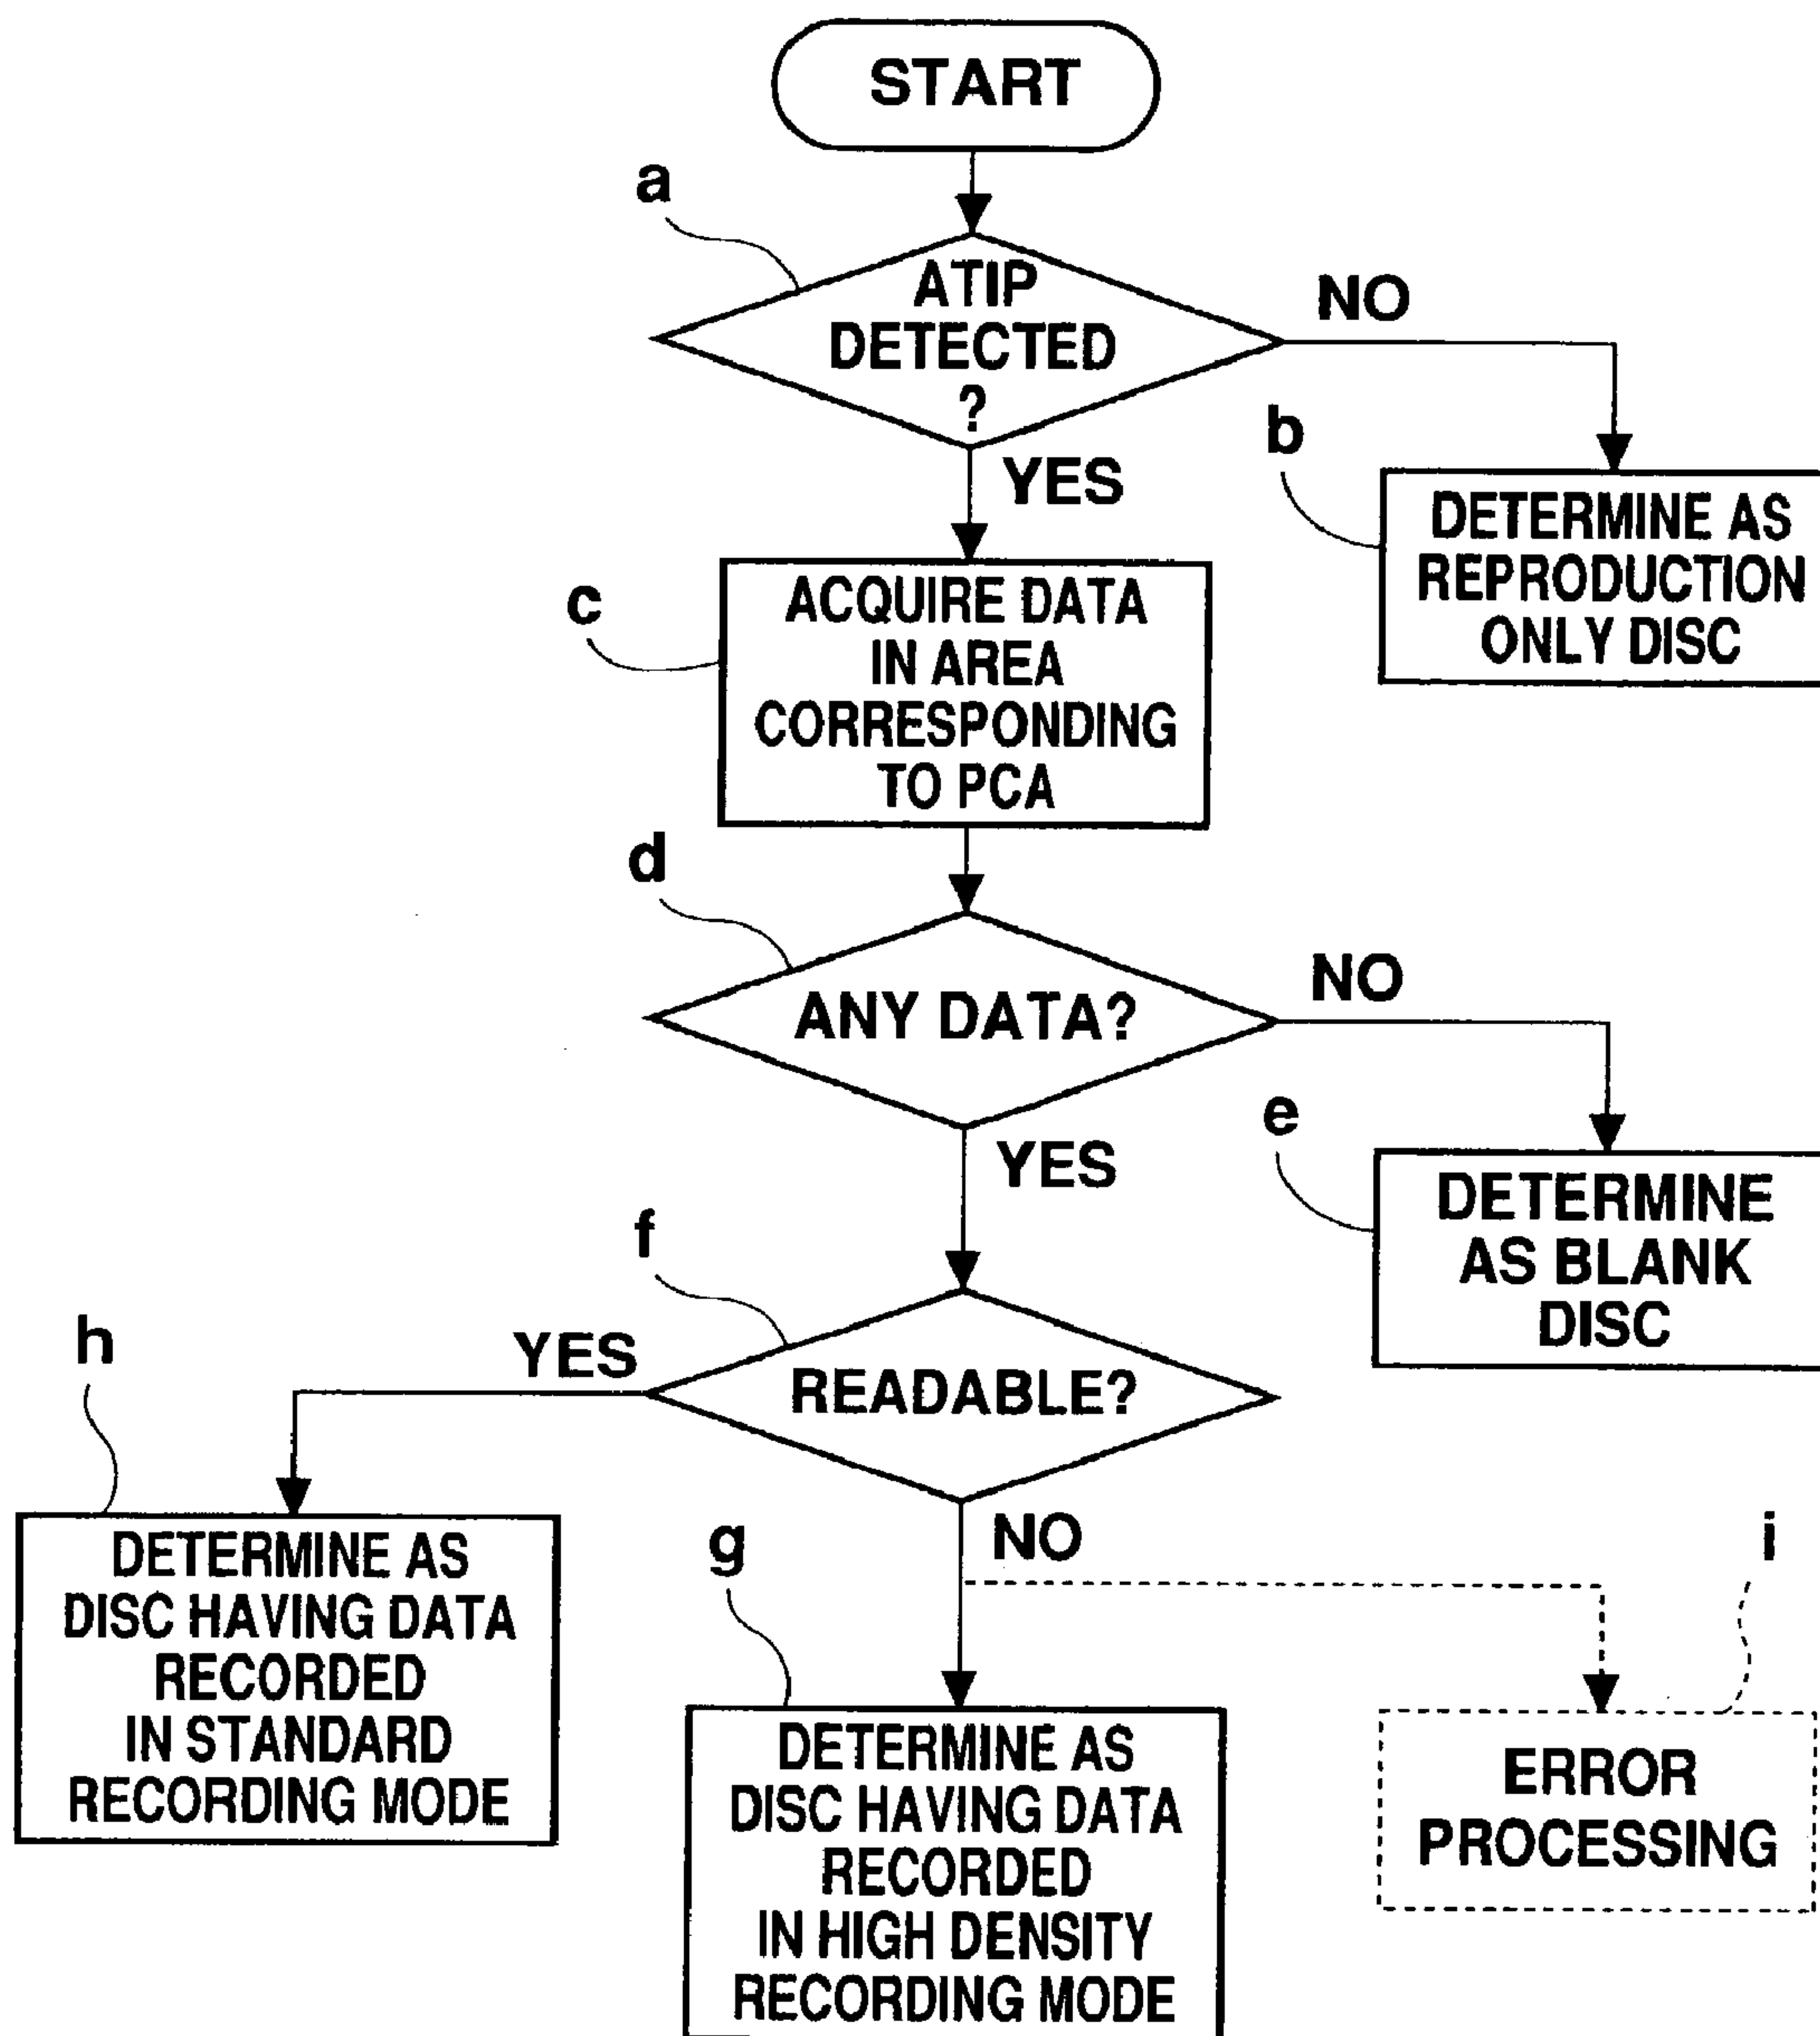 START
a
ATIP
DETECTED
?
NO
YES
b
DETERMINE AS
REPRODUCTION
ONLY DISC
c
ACQUIRE DATA
IN AREA
CORRESPONDING
TO PCA
d
ANY DATA?
NO
YES
e
DETERMINE
AS BLANK
DISC
f
READABLE?
YES
NO
h
DETERMINE AS
DISC HAVING DATA
RECORDED
IN STANDARD
RECORDING MODE
g
DETERMINE AS
DISC HAVING DATA
RECORDED
IN HIGH DENSITY
RECORDING MODE
i
ERROR
PROCESSING